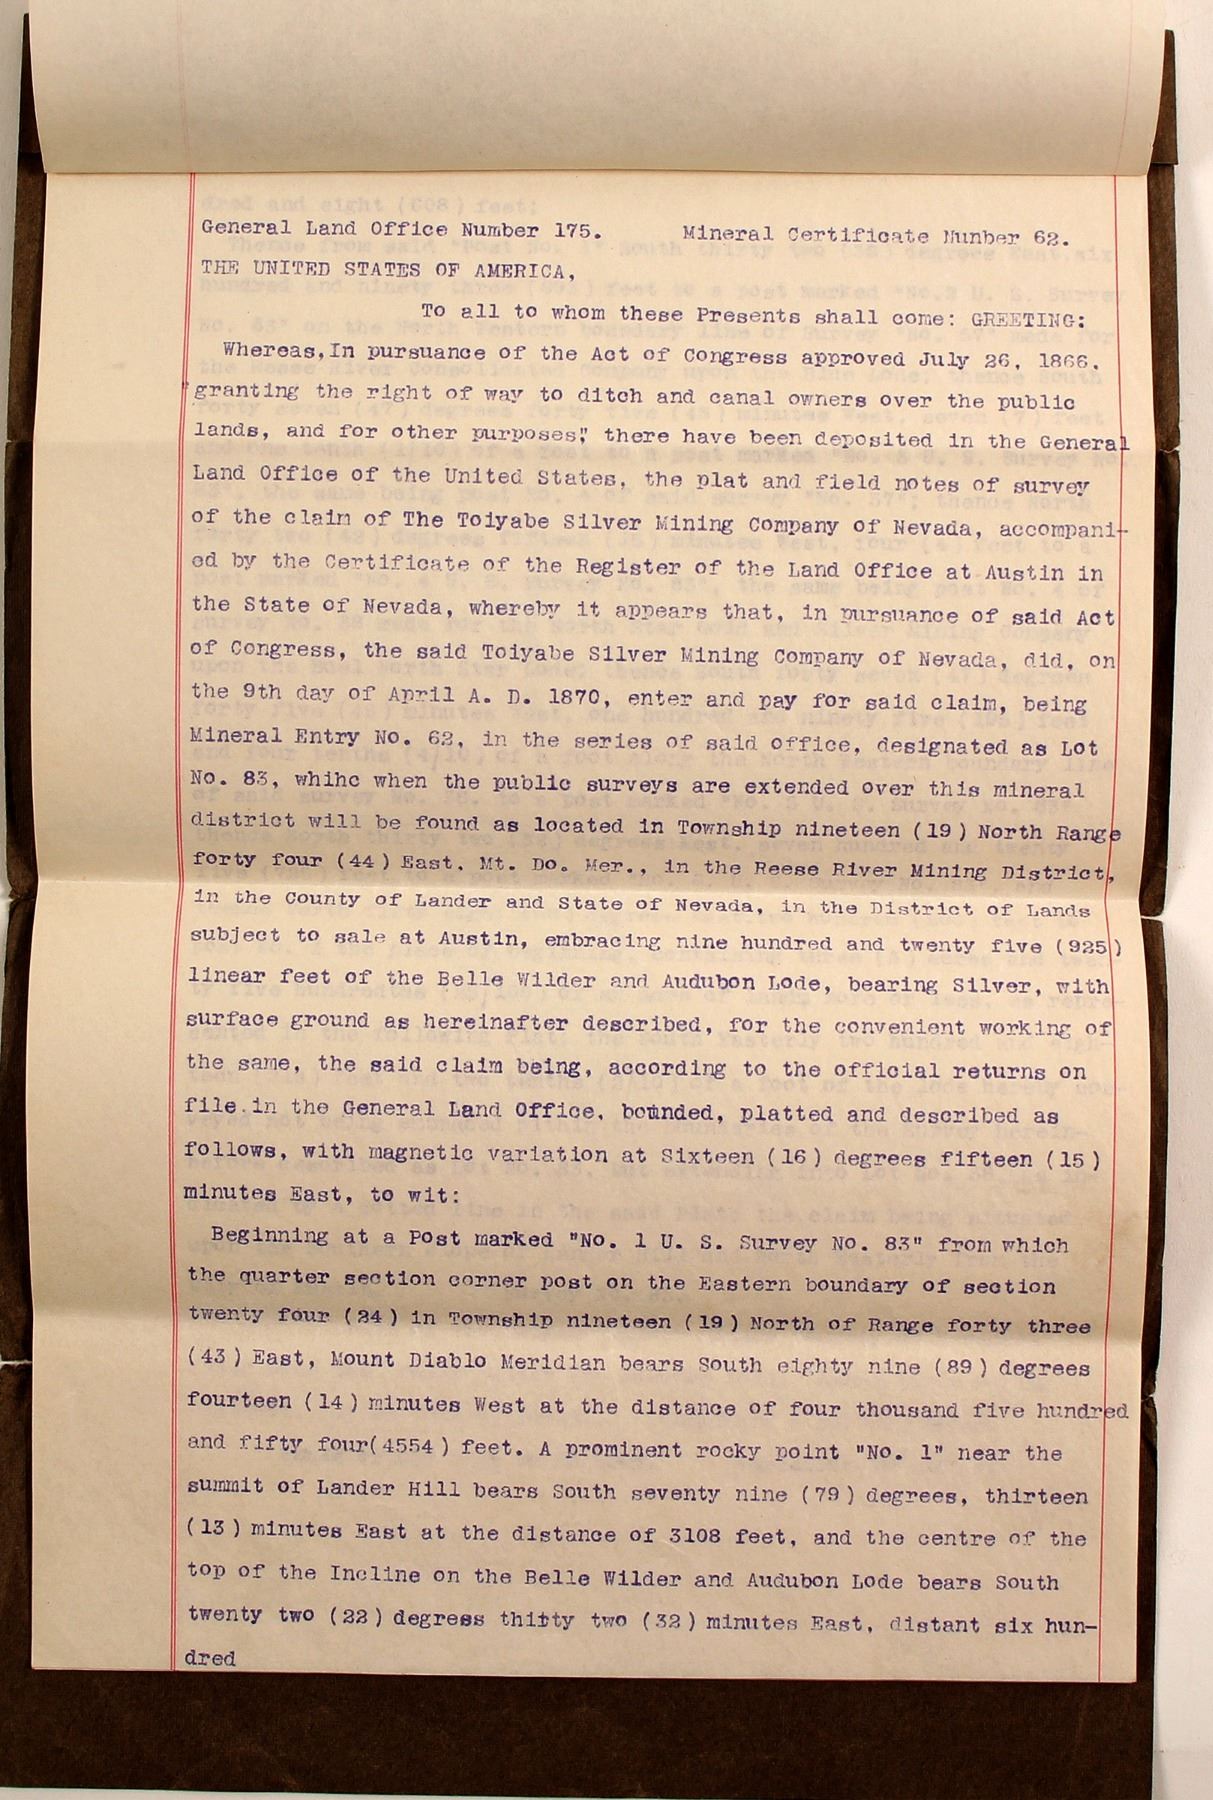 General Land Office Number 175. Mineral Certificate Nunber 62.
THE UNITED STATES OF AMERICA,
To all to whom these Presents shall come: GREETING:
Whereas,In pursuance of the Act of Congress approved July 26, 1866.
"granting the right of way to ditch and canal owners over the public
lands, and for other purposes", there have been deposited in the General
Land Office of the United States, the plat and field notes of survey
of the claim of The Toiyabe Silver Mining Company of Nevada, accompani-
ed by the Certificate of the Register of the Land Office at Austin in
the State of Nevada, whereby it appears that, in pursuance of said Act
of Congress, the said Toiyabe Silver Mining Company of Nevada, did, on
the 9th day of April A. D. 1870, enter and pay for said claim, being
Mineral Entry No. 62, in the series of said office, designated as Lot
No. 83, whihc when the public surveys are extended over this mineral
district will be found as located in Township nineteen (19) North Range
forty four (44) East, Mt. Do. Mer., in the Reese River Mining District,
in the County of Lander and State of Nevada, in the District of Lands
subject to sale at Austin, embracing nine hundred and twenty five (925)
linear feet of the Belle Wilder and Audubon Lode, bearing Silver, with
surface ground as hereinafter described, for the convenient working of
the same, the said claim being, according to the official returns on
file.in the General Land Office, bounded, platted and described as
follows, with magnetic variation at Sixteen (16) degrees fifteen (15)
minutes East, to wit:
Beginning at a Post marked "No. 1 U. S. Survey No. 83" from which
the quarter section corner post on the Eastern boundary of section
twenty four (24) in Township nineteen (19) North of Range forty three
(43) East, Mount Diablo Meridian bears South eighty nine (89) degrees
fourteen (14) minutes West at the distance of four thousand five hundred
and fifty four(4554) feet. A prominent rocky point "No. 1" near the
summit of Lander Hill bears South seventy nine (79) degrees, thirteen
(13) minutes East at the distance of 3108 feet, and the centre of the
top of the Incline on the Belle Wilder and Audubon Lode bears South
twenty two (22) degress thitty two (32) minutes East, distant six hun-
dred